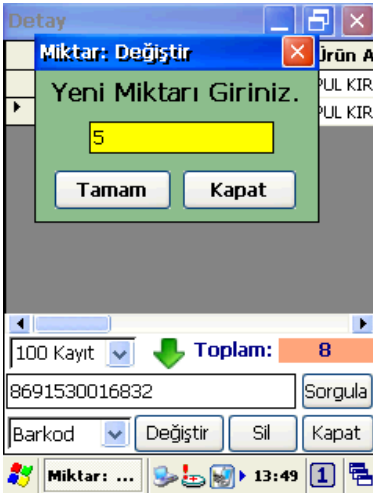 Detay
Miktar: Değiştir
Ürün A
Yeni Miktarı Giriniz.
PUL KIR
PUL KIR
5
Tamam
Kapat
100 Kayıt
Toplam:
8
8691530016832
Sorgula
Barkod
Değiştir
Sil
Kapat
Miktar: ...
13:49
1